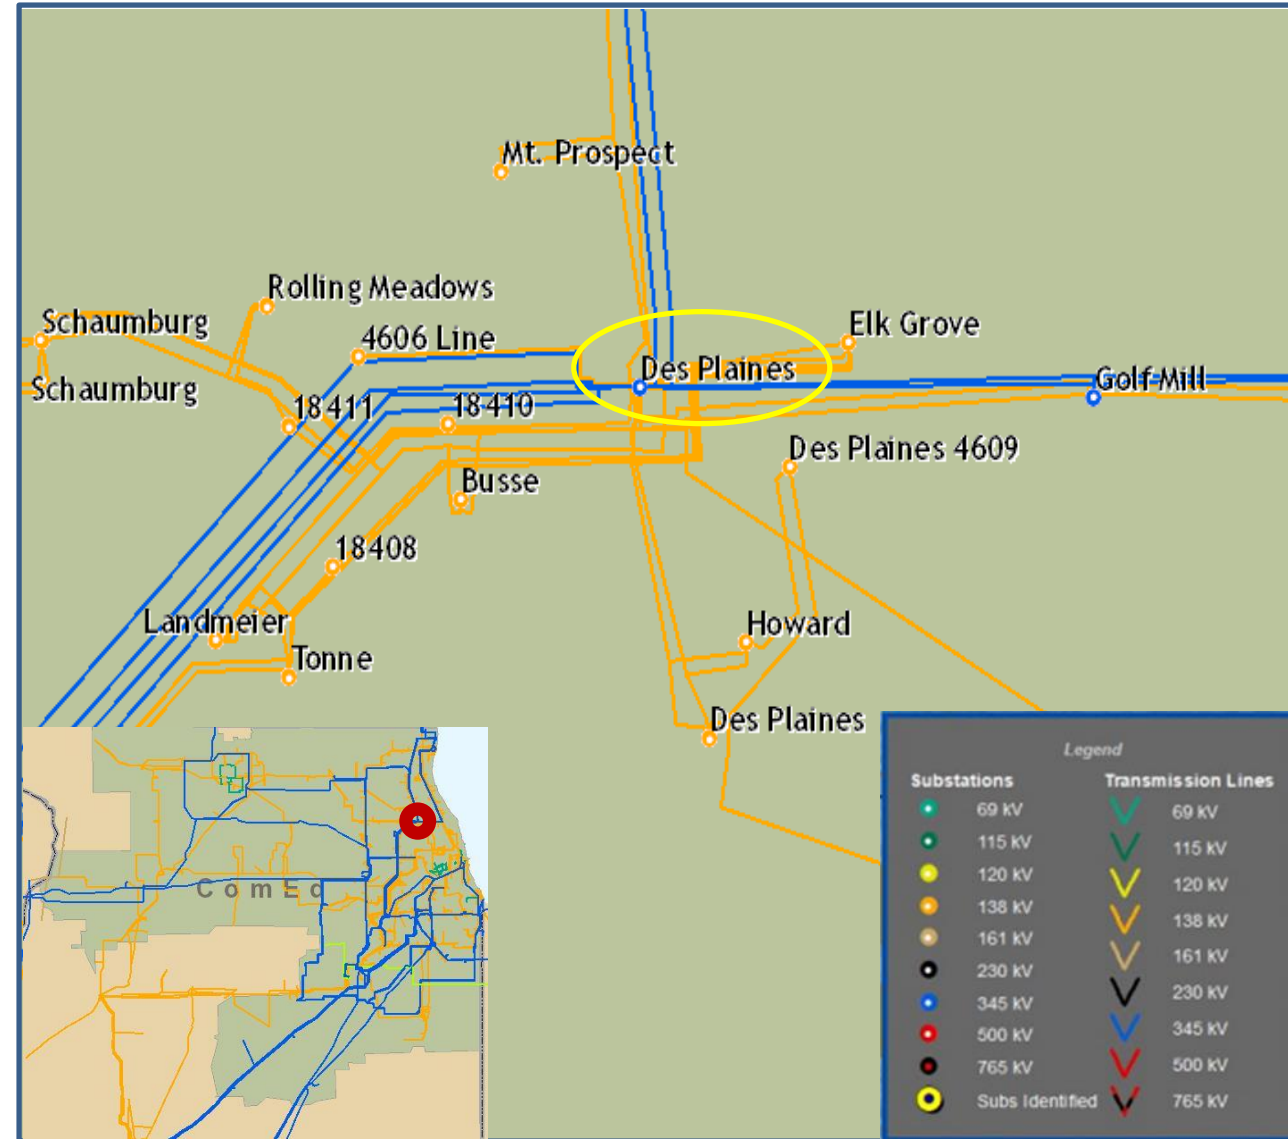 Mt. Prospect
Rolling Meadows
Schaumburg
4606 Line
Elk Grove
Des Plaines
Schaumburg
Golf Mill
18411
18410
Des Plaines 4609
Busse
18408
Landmeier
Howard
Tonne
Des Plaines
ComEd
Legend
Substations
Transmission Lines
69 kV
69 kV
115 kV
115 kV
120 kV
120 kV
138 kV
138 kV
161 kV
161 kV
230 kV
230 kV
345 kV
345 kV
500 kV
500 kV
765 kV
765 kV
Subs Identified